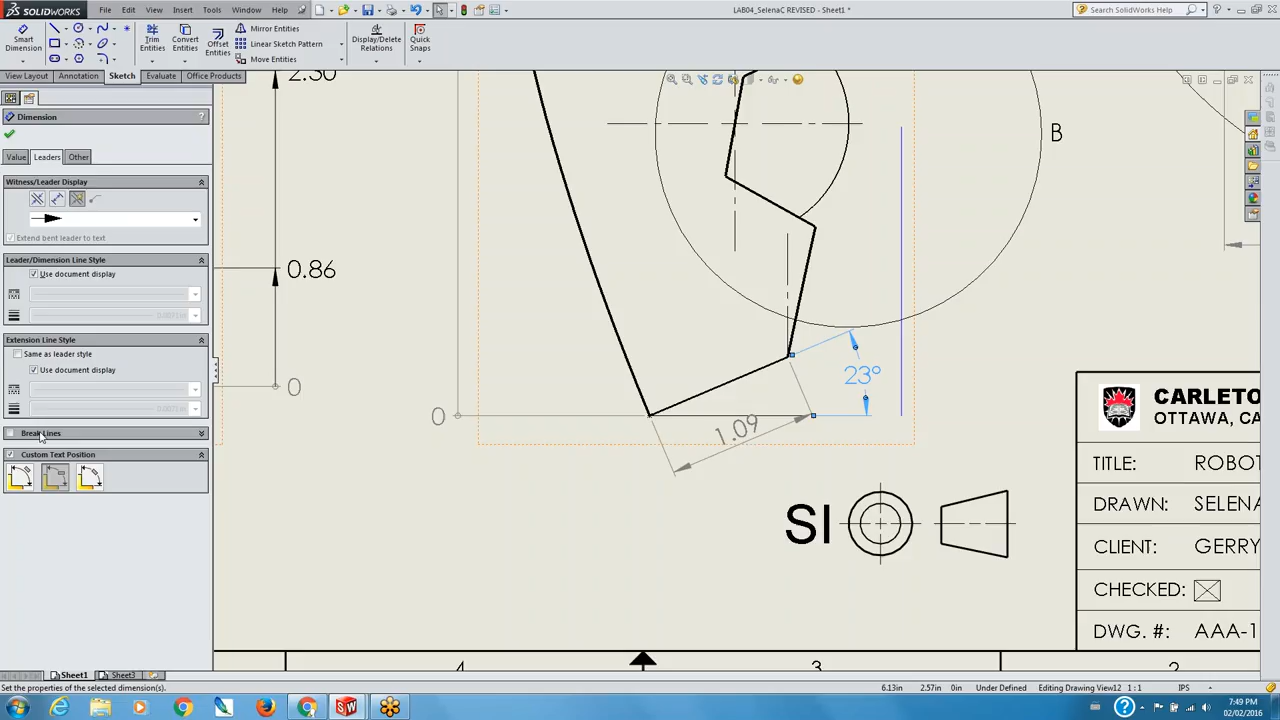 SOLIDWORKS File Edit View Insert Tools Window Help LAB04_SelenaC REVISED - Sheet1 * Search SolidWorks Help
Smart Dimension
Trim Entities
Convert Entities
Offset Entities
Mirror Entities
Linear Sketch Pattern
Move Entities
Display/Delete Relations
Quick Snaps
View Layout Annotation Sketch Evaluate Office Products
Dimension ?
Value Leaders Other
Witness/Leader Display
Extend bent leader to text
Leader/Dimension Line Style
Use document display
Extension Line Style
Same as leader style
Use document display
Break Lines
Custom Text Position
2.30
B
0.86
0
0
23°
1.09
SI
CARLETO
OTTAWA, CA
TITLE: ROBOT
DRAWN: SELENA
CLIENT: GERRY
CHECKED:
DWG. #: AAA-1
4 3 2
Sheet1 Sheet3
Set the properties of the selected dimension(s). 6.13in 2.57in 0in Under Defined Editing Drawing View12 1 : 1 IPS
7:49 PM
02/02/2016